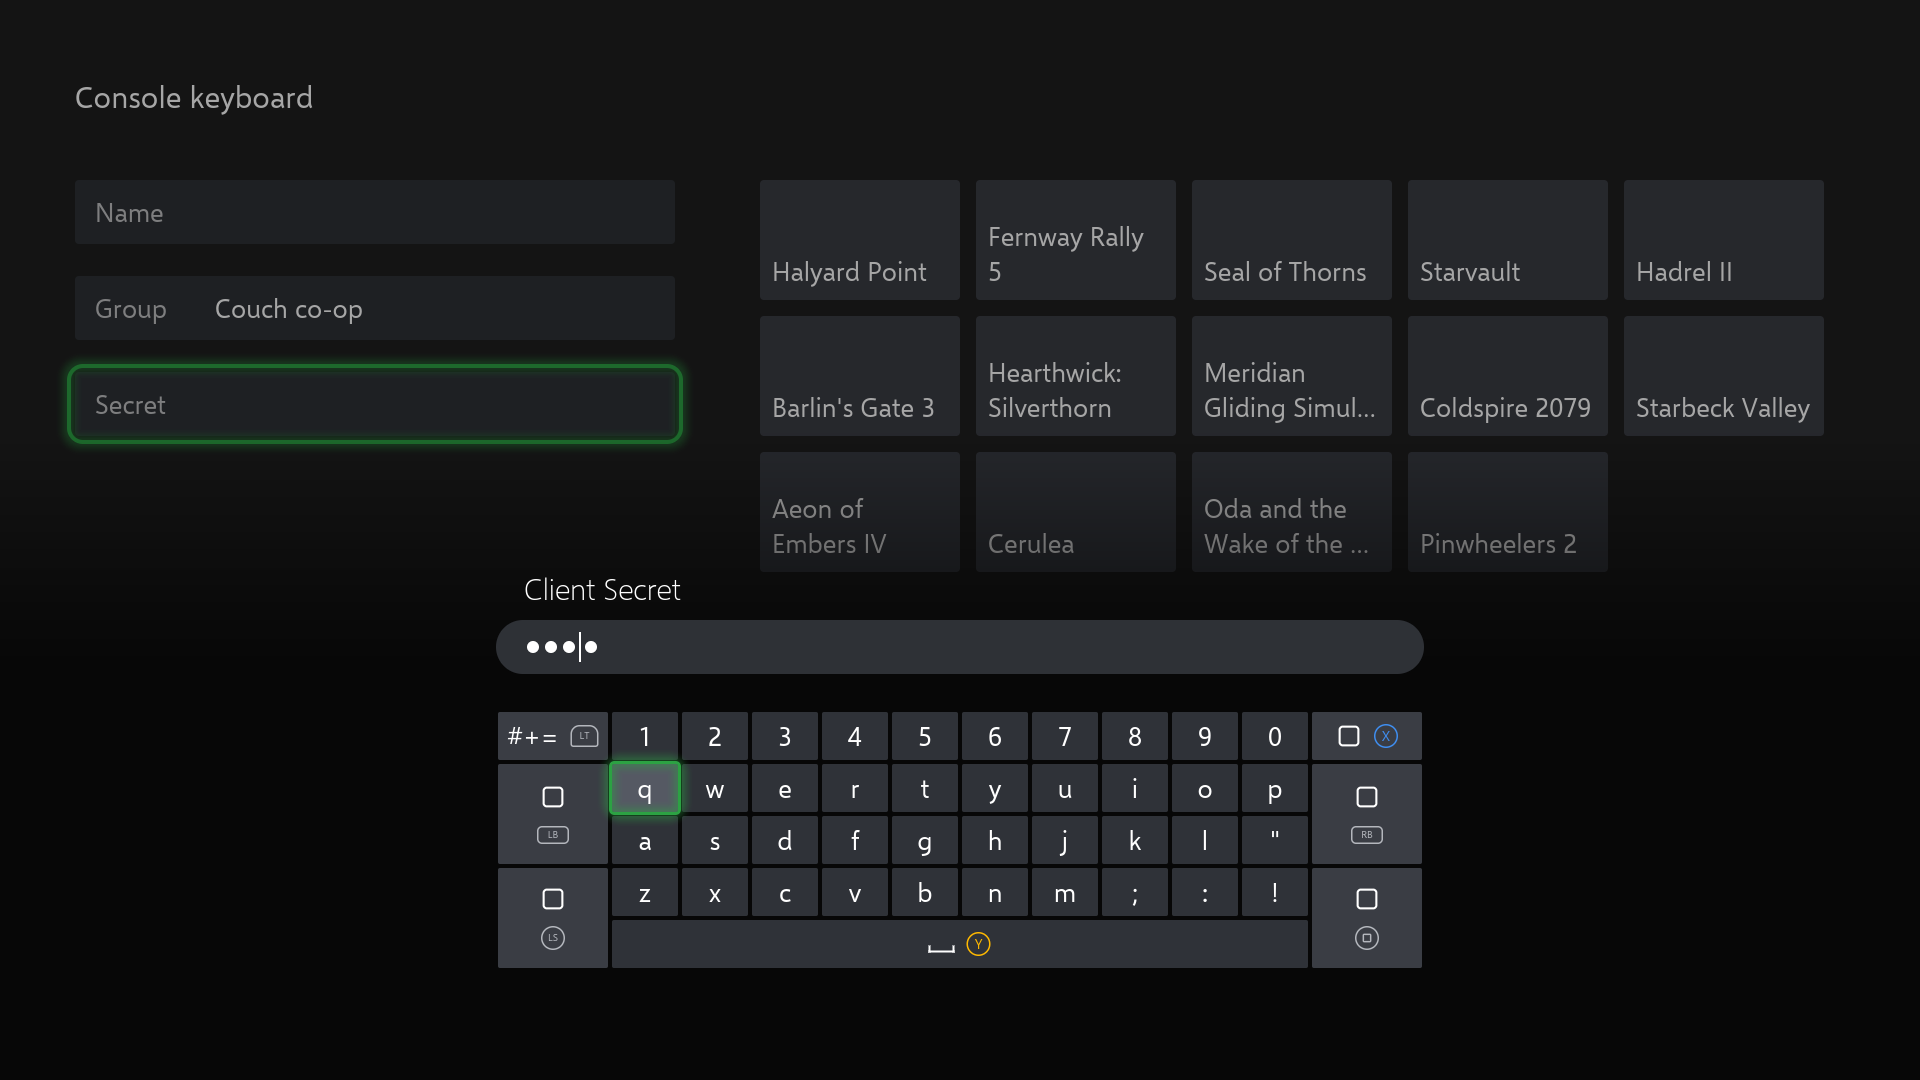 Console keyboard
Name
Group Couch co-op
Secret
Halyard Point
Fernway Rally
5
Seal of Thorns
Starvault
Hadrel II
Barlin's Gate 3
Hearthwick:
Silverthorn
Meridian
Gliding Simul...
Coldspire 2079
Starbeck Valley
Aeon of
Embers IV
Cerulea
Oda and the
Wake of the ...
Pinwheelers 2
Client Secret
#+= LT 1 2 3 4 5 6 7 8 9 0 X
q w e r t y u i o p
LB a s d f g h j k l " RB
z x c v b n m ; : !
LS Y